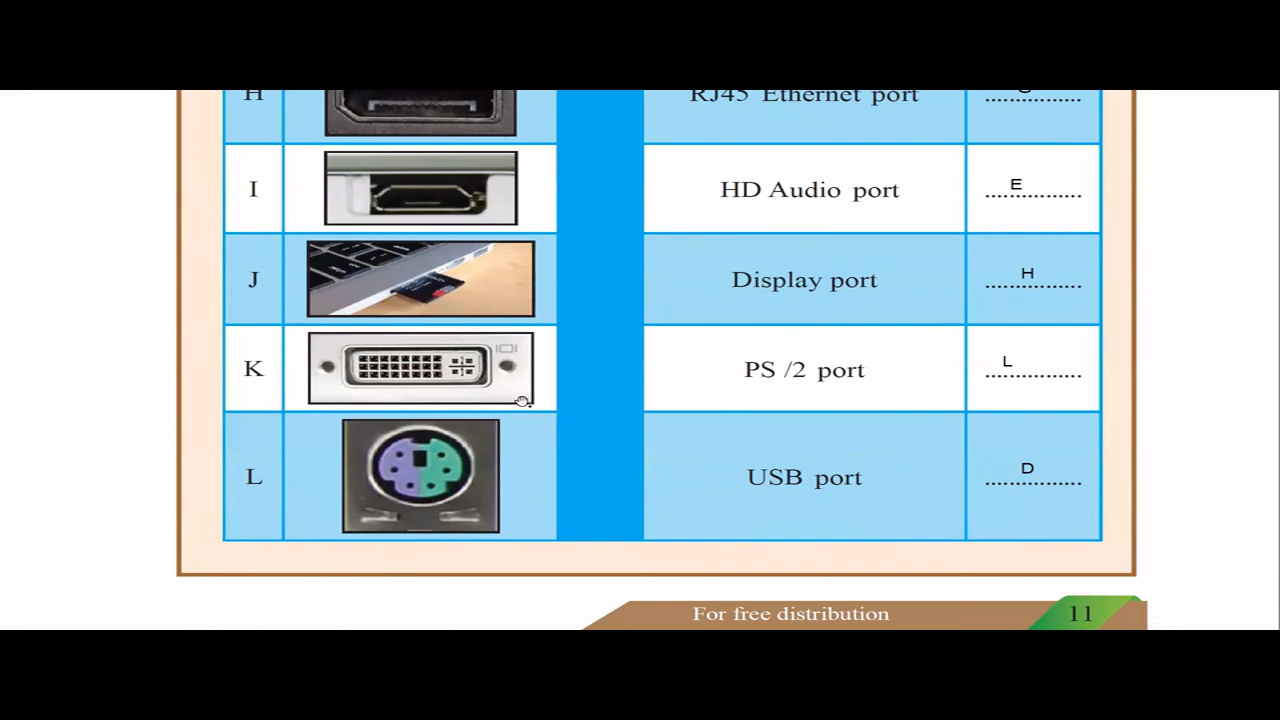 H RJ45 Ethernet port ................
I HD Audio port E ................
J Display port H ................
K PS /2 port L ................
L USB port D ................
For free distribution 11